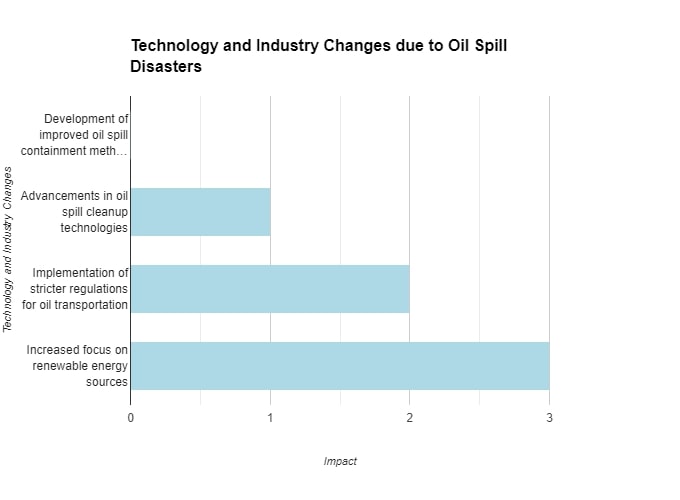 Technology and Industry Changes due to Oil Spill
Disasters
Technology and Industry Changes
Development of
improved oil spill
containment meth...
Advancements in oil
spill cleanup
technologies
Implementation of
stricter regulations
for oil transportation
Increased focus on
renewable energy
sources
0 1 2 3
Impact